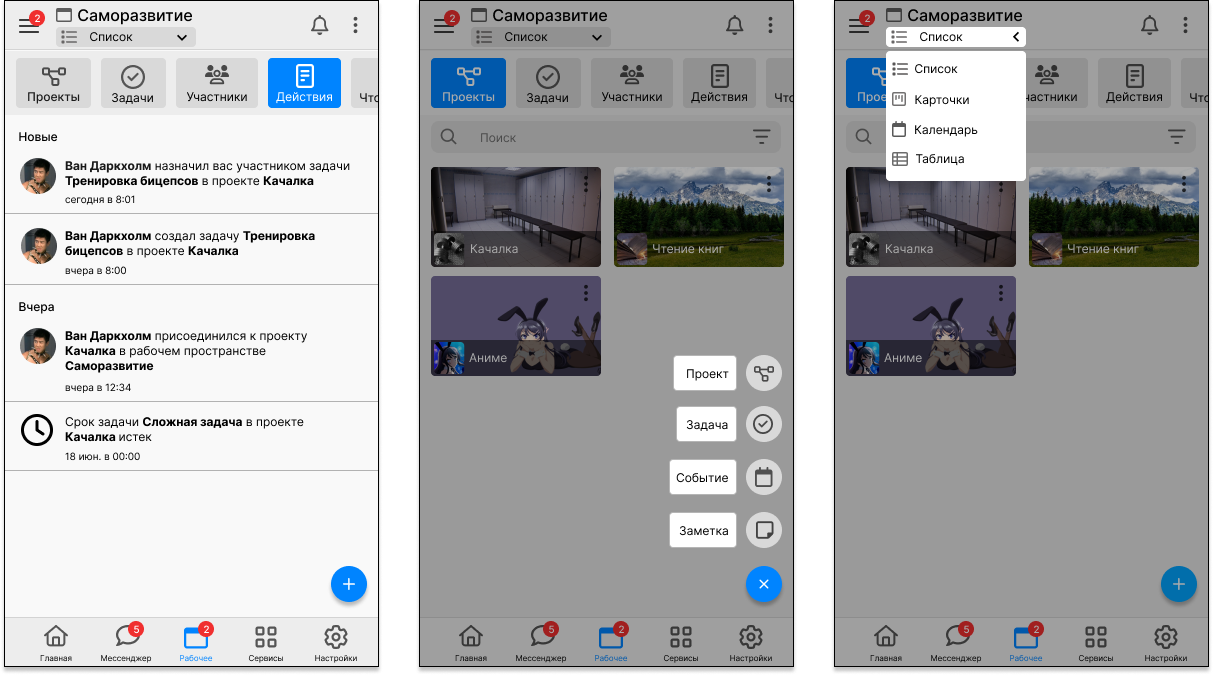 2
Саморазвитие
Список
Проекты
Задачи
Участники
Действия
Что
Новые
Ван Даркхолм назначил вас участником задачи
Тренировка бицепсов в проекте Качалка
сегодня в 8:01
Ван Даркхолм создал задачу Тренировка
бицепсов в проекте Качалка
вчера в 8:00
Вчера
Ван Даркхолм присоединился к проекту
Качалка в рабочем пространстве
Саморазвитие
вчера в 12:34
Срок задачи Сложная задача в проекте
Качалка истек
18 июн. в 00:00
Главная
5
Мессенджер
2
Рабочее
Сервисы
Настройки
2
Саморазвитие
Список
Проекты
Задачи
Участники
Действия
Что
Поиск
Качалка
Чтение книг
Аниме
Проект
Задача
Событие
Заметка
Главная
5
Мессенджер
2
Рабочее
Сервисы
Настройки
2
Саморазвитие
Список
Список
Карточки
Календарь
Таблица
Прое
частники
Действия
Что
Качалка
Чтение книг
Аниме
Главная
5
Мессенджер
2
Рабочее
Сервисы
Настройки